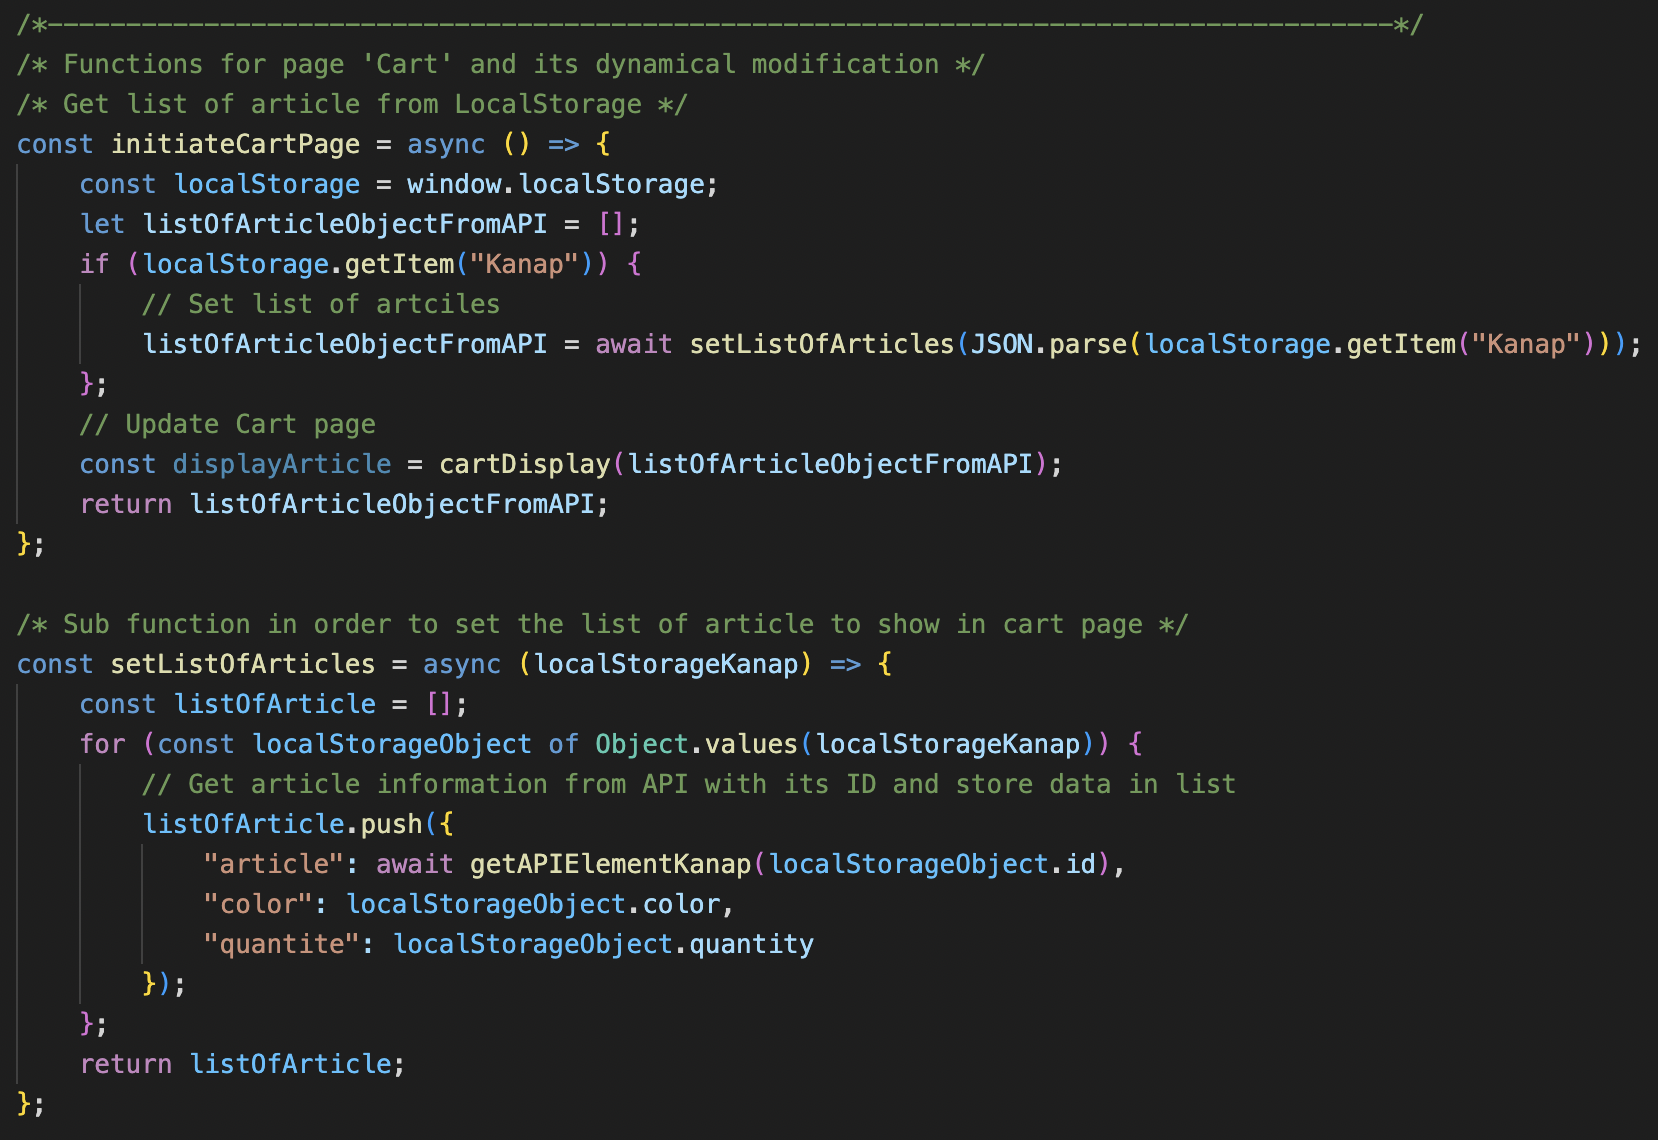 /*--------------------------------------------------------------------------------------*/
/* Functions for page 'Cart' and its dynamical modification */
/* Get list of article from LocalStorage */
const initiateCartPage = async () => {
    const localStorage = window.localStorage;
    let listOfArticleObjectFromAPI = [];
    if (localStorage.getItem("Kanap")) {
        // Set list of artciles
        listOfArticleObjectFromAPI = await setListOfArticles(JSON.parse(localStorage.getItem("Kanap")));
    };
    // Update Cart page
    const displayArticle = cartDisplay(listOfArticleObjectFromAPI);
    return listOfArticleObjectFromAPI;
};

/* Sub function in order to set the list of article to show in cart page */
const setListOfArticles = async (localStorageKanap) => {
    const listOfArticle = [];
    for (const localStorageObject of Object.values(localStorageKanap)) {
        // Get article information from API with its ID and store data in list
        listOfArticle.push({
            "article": await getAPIElementKanap(localStorageObject.id),
            "color": localStorageObject.color,
            "quantite": localStorageObject.quantity
        });
    };
    return listOfArticle;
};